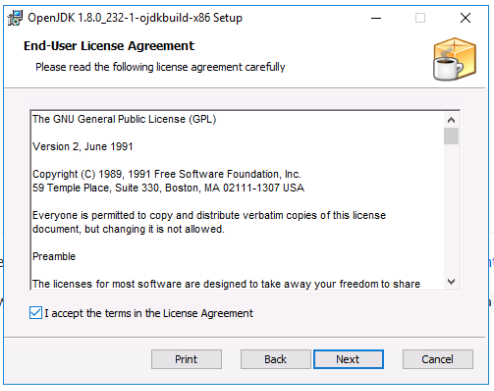 OpenJDK 1.8.0_232-1-ojdkbuild-x86 Setup
End-User License Agreement
Please read the following license agreement carefully
The GNU General Public License (GPL)
Version 2, June 1991
Copyright (C) 1989, 1991 Free Software Foundation, Inc.
59 Temple Place, Suite 330, Boston, MA 02111-1307 USA
Everyone is permitted to copy and distribute verbatim copies of this license
document, but changing it is not allowed.
Preamble
The licenses for most software are designed to take away your freedom to share
I accept the terms in the License Agreement
Print Back Next Cancel